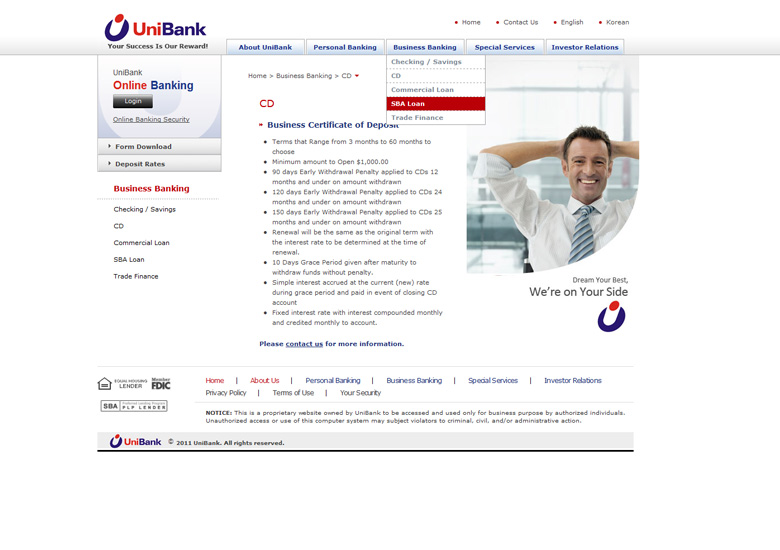 UniBank
Your Success Is Our Reward!
Home
Contact Us
English
Korean
About UniBank
Personal Banking
Business Banking
Special Services
Investor Relations
Checking / Savings
CD
Commercial Loan
SBA Loan
Trade Finance
UniBank
Online Banking
Login
Online Banking Security
Form Download
Deposit Rates
Business Banking
Checking / Savings
CD
Commercial Loan
SBA Loan
Trade Finance
Home > Business Banking > CD
CD
Business Certificate of Deposit
Terms that Range from 3 months to 60 months to
choose
Minimum amount to Open $1,000.00
90 days Early Withdrawal Penalty applied to CDs 12
months and under on amount withdrawn
120 days Early Withdrawal Penalty applied to CDs 24
months and under on amount withdrawn
150 days Early Withdrawal Penalty applied to CDs 25
months and under on amount withdrawn
Renewal will be the same as the original term with
the interest rate to be determined at the time of
renewal.
10 Days Grace Period given after maturity to
withdraw funds without penalty.
Simple interest accrued at the current (new) rate
during grace period and paid in event of closing CD
account
Fixed interest rate with interest compounded monthly
and credited monthly to account.
Please contact us for more information.
Dream Your Best,
We're on Your Side
EQUAL HOUSING
LENDER
Member
FDIC
SBA
Preferred Lending Program
PLP LENDER
Home | About Us | Personal Banking | Business Banking | Special Services | Investor Relations
Privacy Policy | Terms of Use | Your Security
NOTICE: This is a proprietary website owned by UniBank to be accessed and used only for business purpose by authorized individuals.
Unauthorized access or use of this computer system may subject violators to criminal, civil, and/or administrative action.
UniBank © 2011 UniBank. All rights reserved.